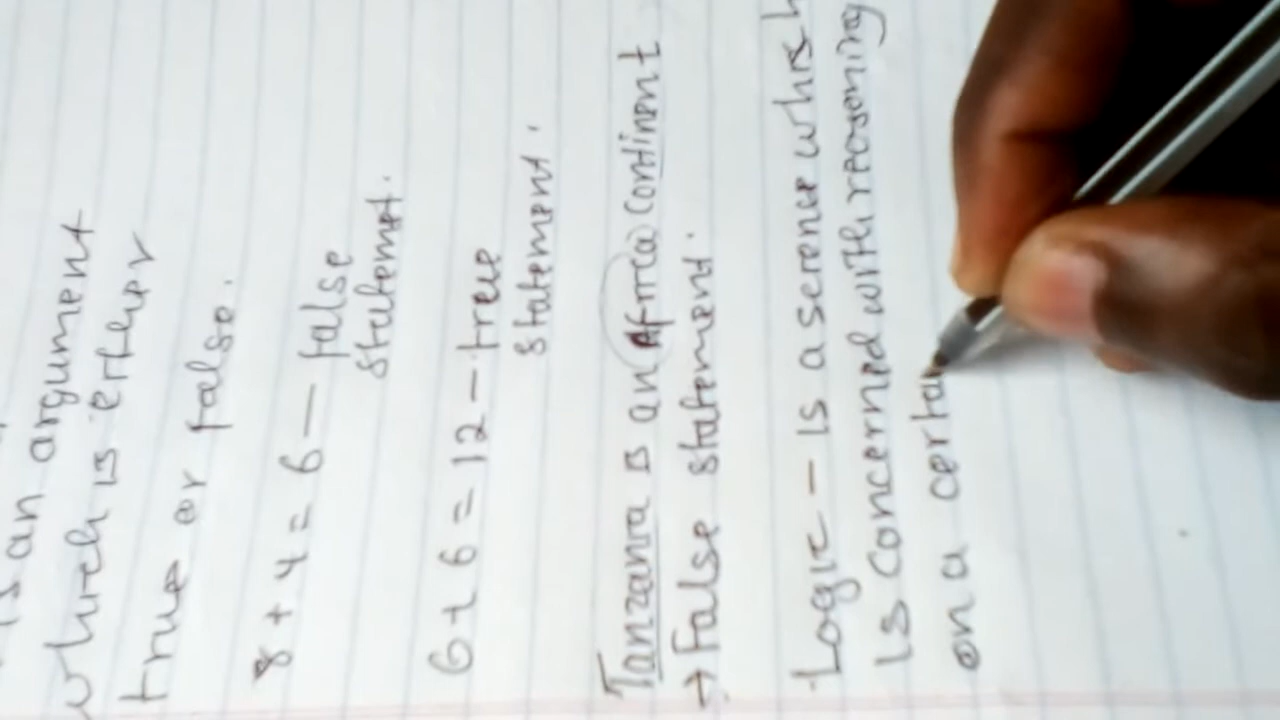 is an argument
which is either
true or false.
8 + 4 = 6 — false
statement.
6 + 6 = 12 - true
statement.
Tanzania is an Africa continent
→ False statement.
Logic - is a science which
is concerned with reasoning
on a certa